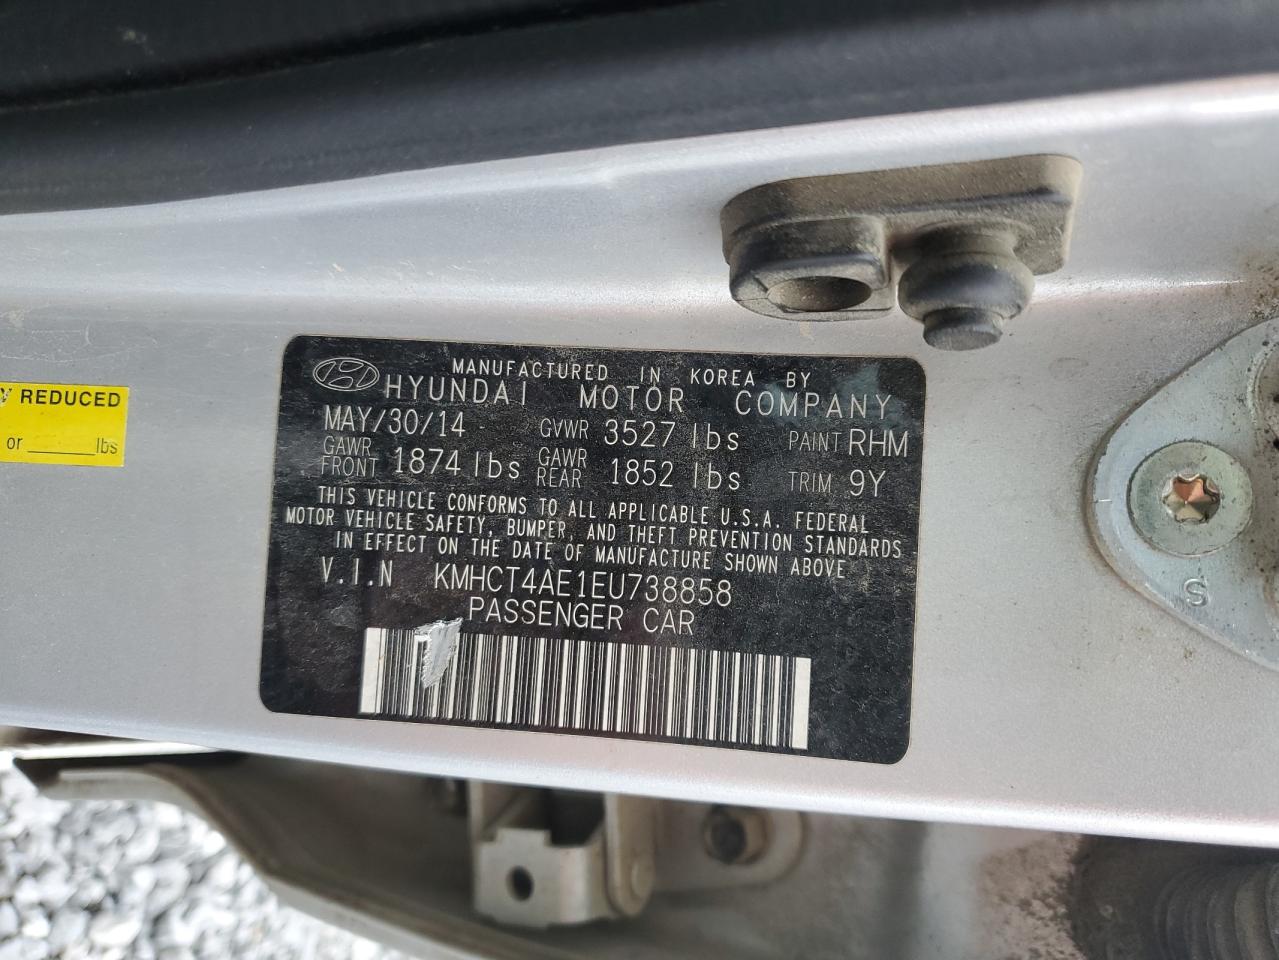 MANUFACTURED IN KOREA BY
HYUNDAI MOTOR COMPANY
MAY/30/14 GVWR 3527 lbs PAINT RHM
GAWR FRONT 1874 lbs GAWR REAR 1852 lbs TRIM 9Y
THIS VEHICLE CONFORMS TO ALL APPLICABLE U.S.A. FEDERAL
MOTOR VEHICLE SAFETY, BUMPER, AND THEFT PREVENTION STANDARDS
IN EFFECT ON THE DATE OF MANUFACTURE SHOWN ABOVE
V.I.N KMHCT4AE1EU738858
PASSENGER CAR
REDUCED
or lbs
S